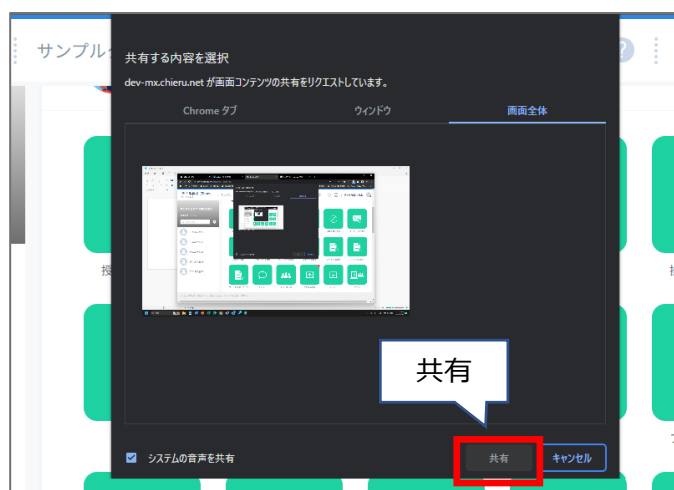 サンプル
共有する内容を選択
dev-mx.chieru.net が画面コンテンツの共有をリクエストしています。
Chrome タブ
ウィンドウ
画面全体
授
共有
システムの音声を共有
共有
キャンセル